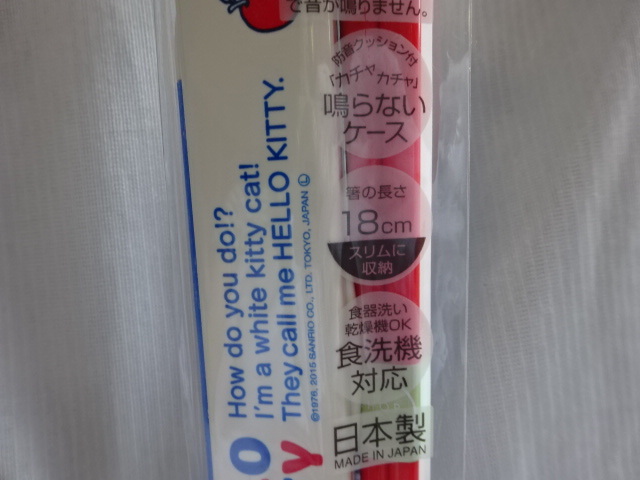 で音が鳴りません。
防音クッション付
「カチャカチャ」
鳴らない
ケース
箸の長さ
18cm
スリムに
収納
食器洗い
乾燥機OK
食洗機
対応
日本製
MADE IN JAPAN
How do you do!?
I'm a white kitty cat!
They call me HELLO KITTY.
©1976, 2015 SANRIO CO., LTD. TOKYO, JAPAN Ⓛ
O
Y